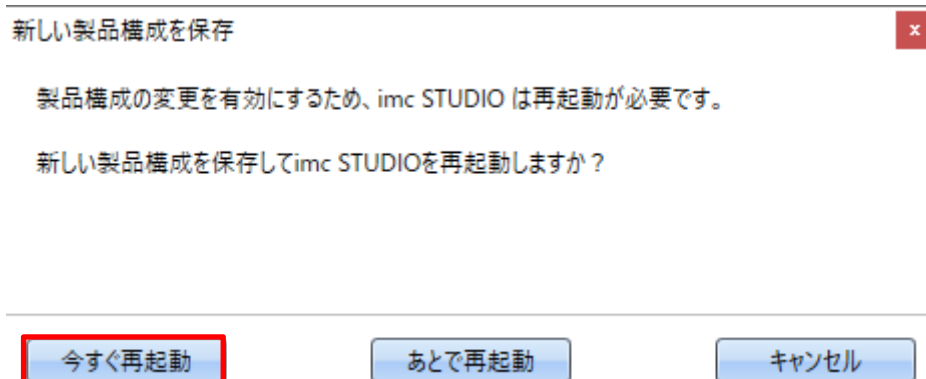 新しい製品構成を保存
x
製品構成の変更を有効にするため、imc STUDIO は再起動が必要です。
新しい製品構成を保存してimc STUDIOを再起動しますか？
今すぐ再起動
あとで再起動
キャンセル